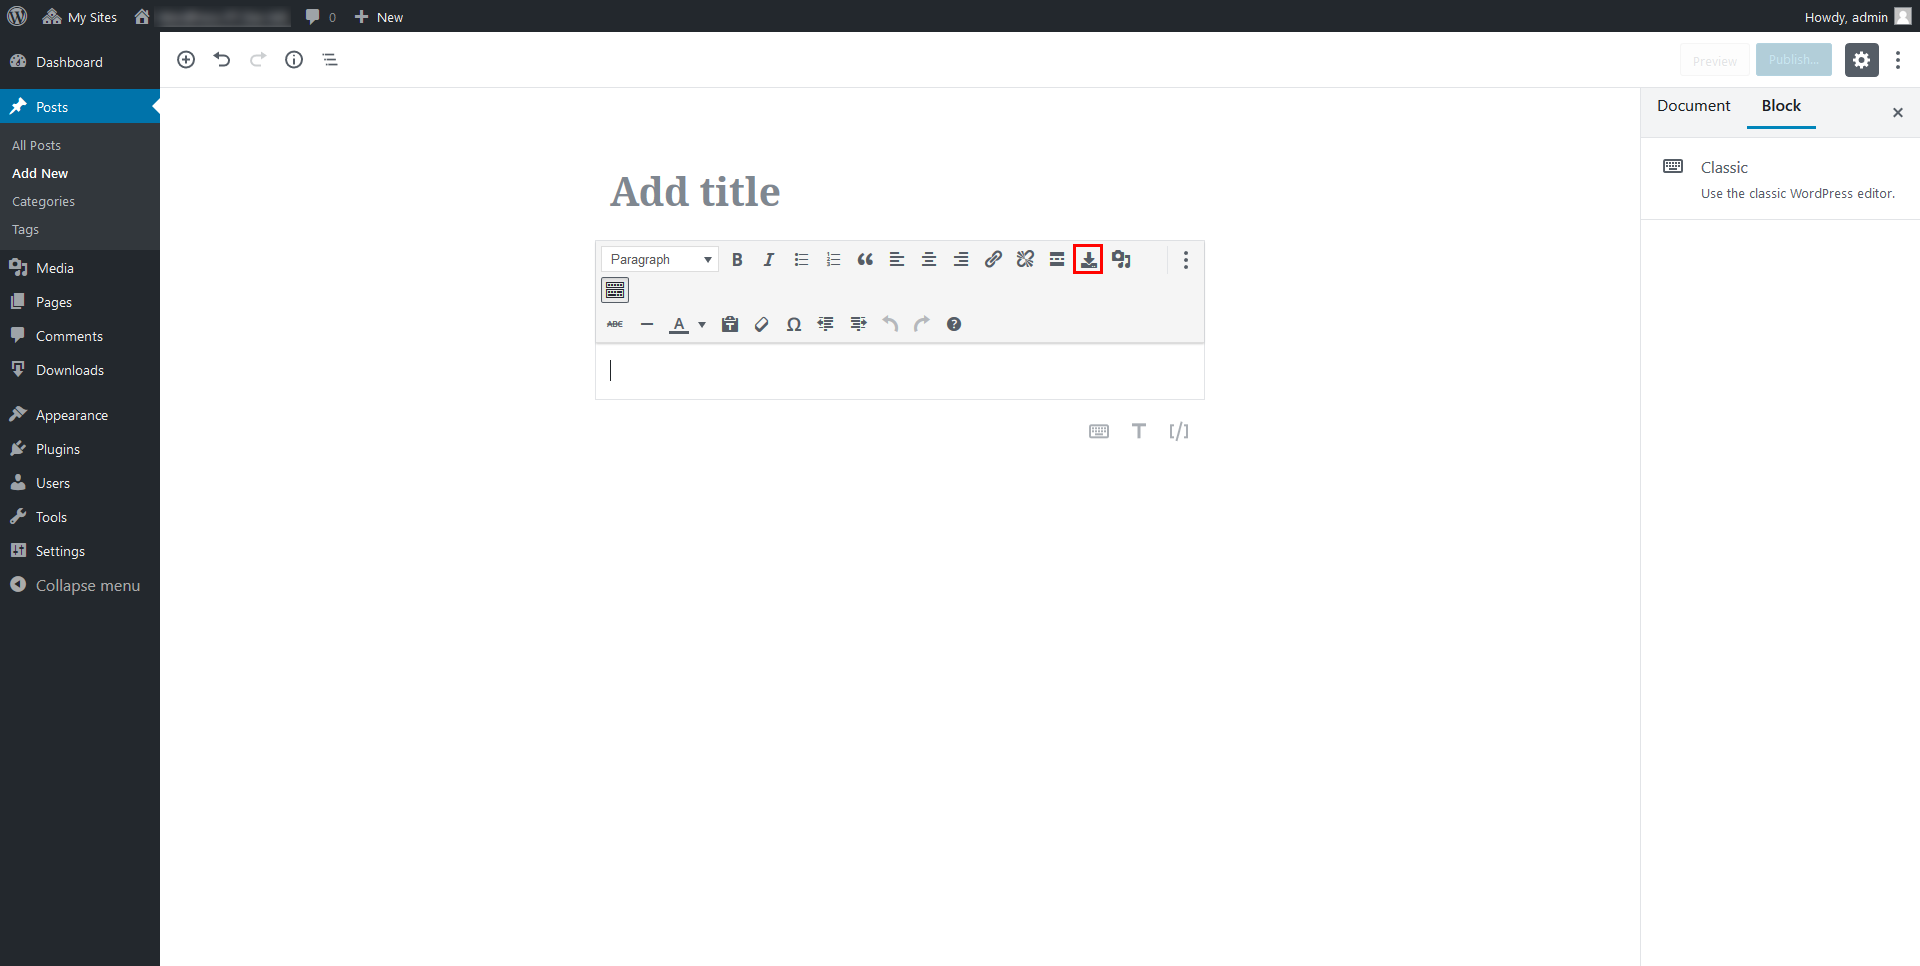 My Sites
0
New
Howdy, admin
Dashboard
Posts
All Posts
Add New
Categories
Tags
Media
Pages
Comments
Downloads
Appearance
Plugins
Users
Tools
Settings
Collapse menu
Preview
Publish...
Add title
Paragraph
B I
ABC A
Document Block
Classic
Use the classic WordPress editor.